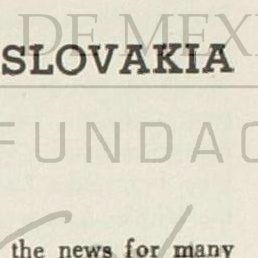 DE MEXI
SLOVAKIA
FUNDAC
the news for many